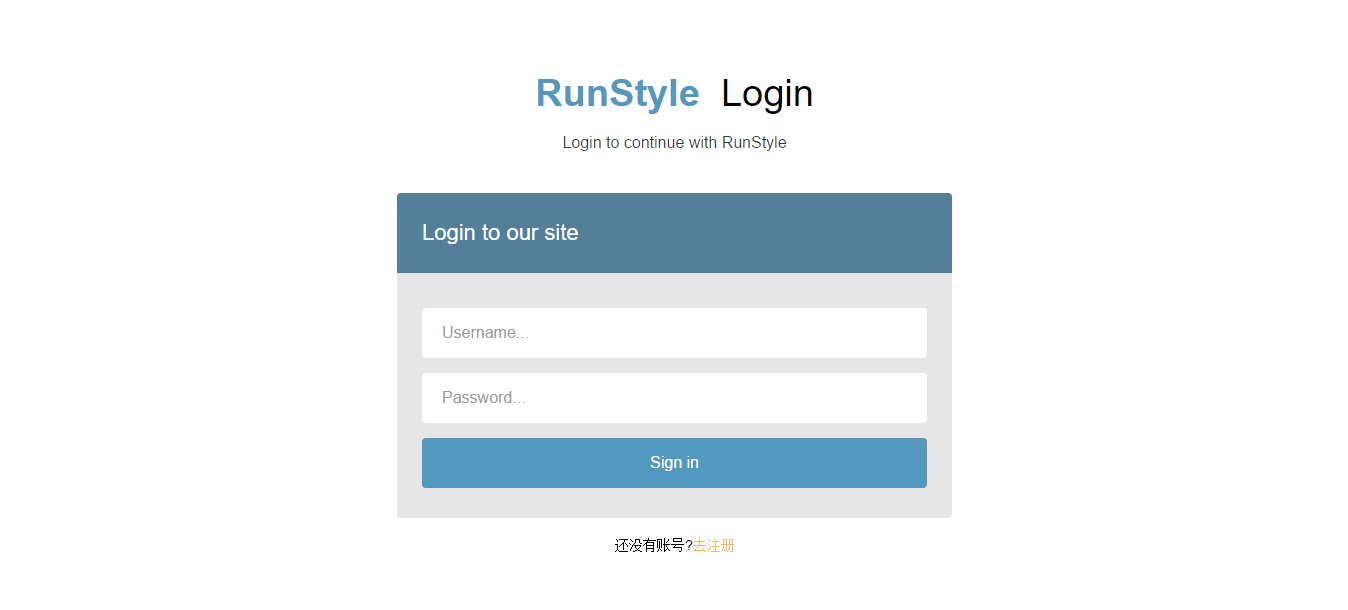 RunStyle Login
Login to continue with RunStyle
Login to our site
Username...
Password...
Sign in
还没有账号?去注册